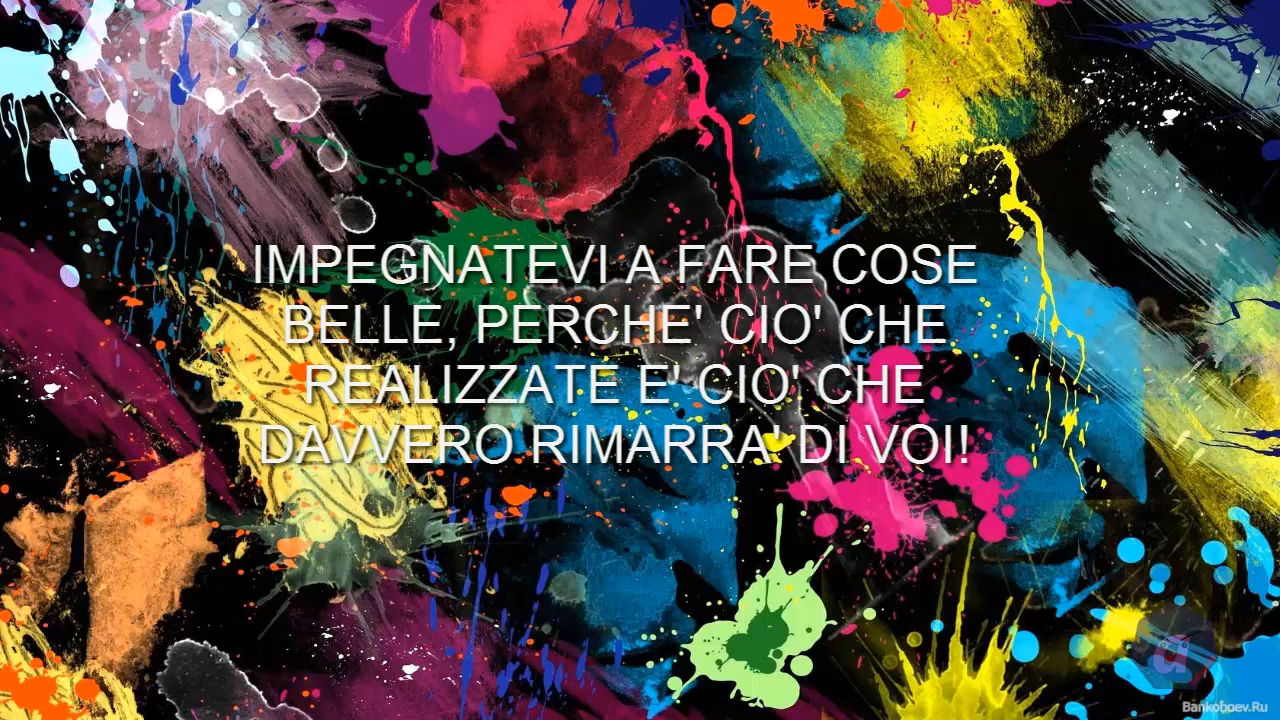 IMPEGNATEVI A FARE COSE
BELLE, PERCHE' CIO' CHE
REALIZZATE E' CIO' CHE
DAVVERO RIMARRA' DI VOI!
a
Bankoboev.Ru